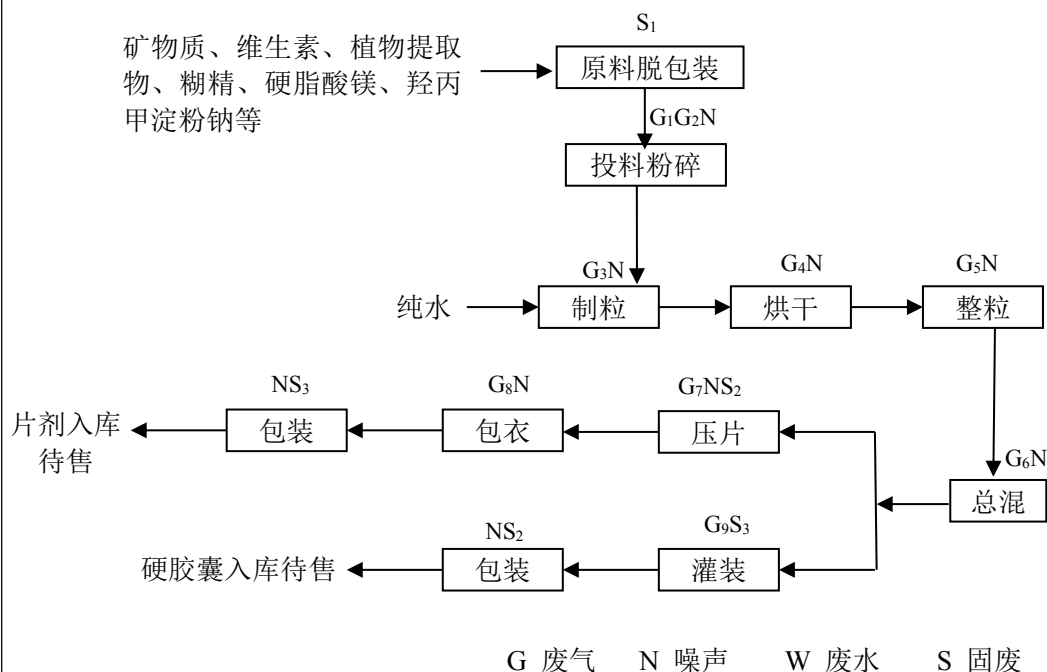 S₁
矿物质、维生素、植物提取
物、糊精、硬脂酸镁、羟丙
甲淀粉钠等
原料脱包装
G₁G₂N
投料粉碎
G₃N
G₄N
G₅N
纯水
制粒
烘干
整粒
NS₃
G₈N
G₇NS₂
片剂入库
待售
包装
包衣
压片
G₆N
总混
NS₂
G₉S₃
硬胶囊入库待售
包装
灌装
G 废气 N 噪声 W 废水 S 固废